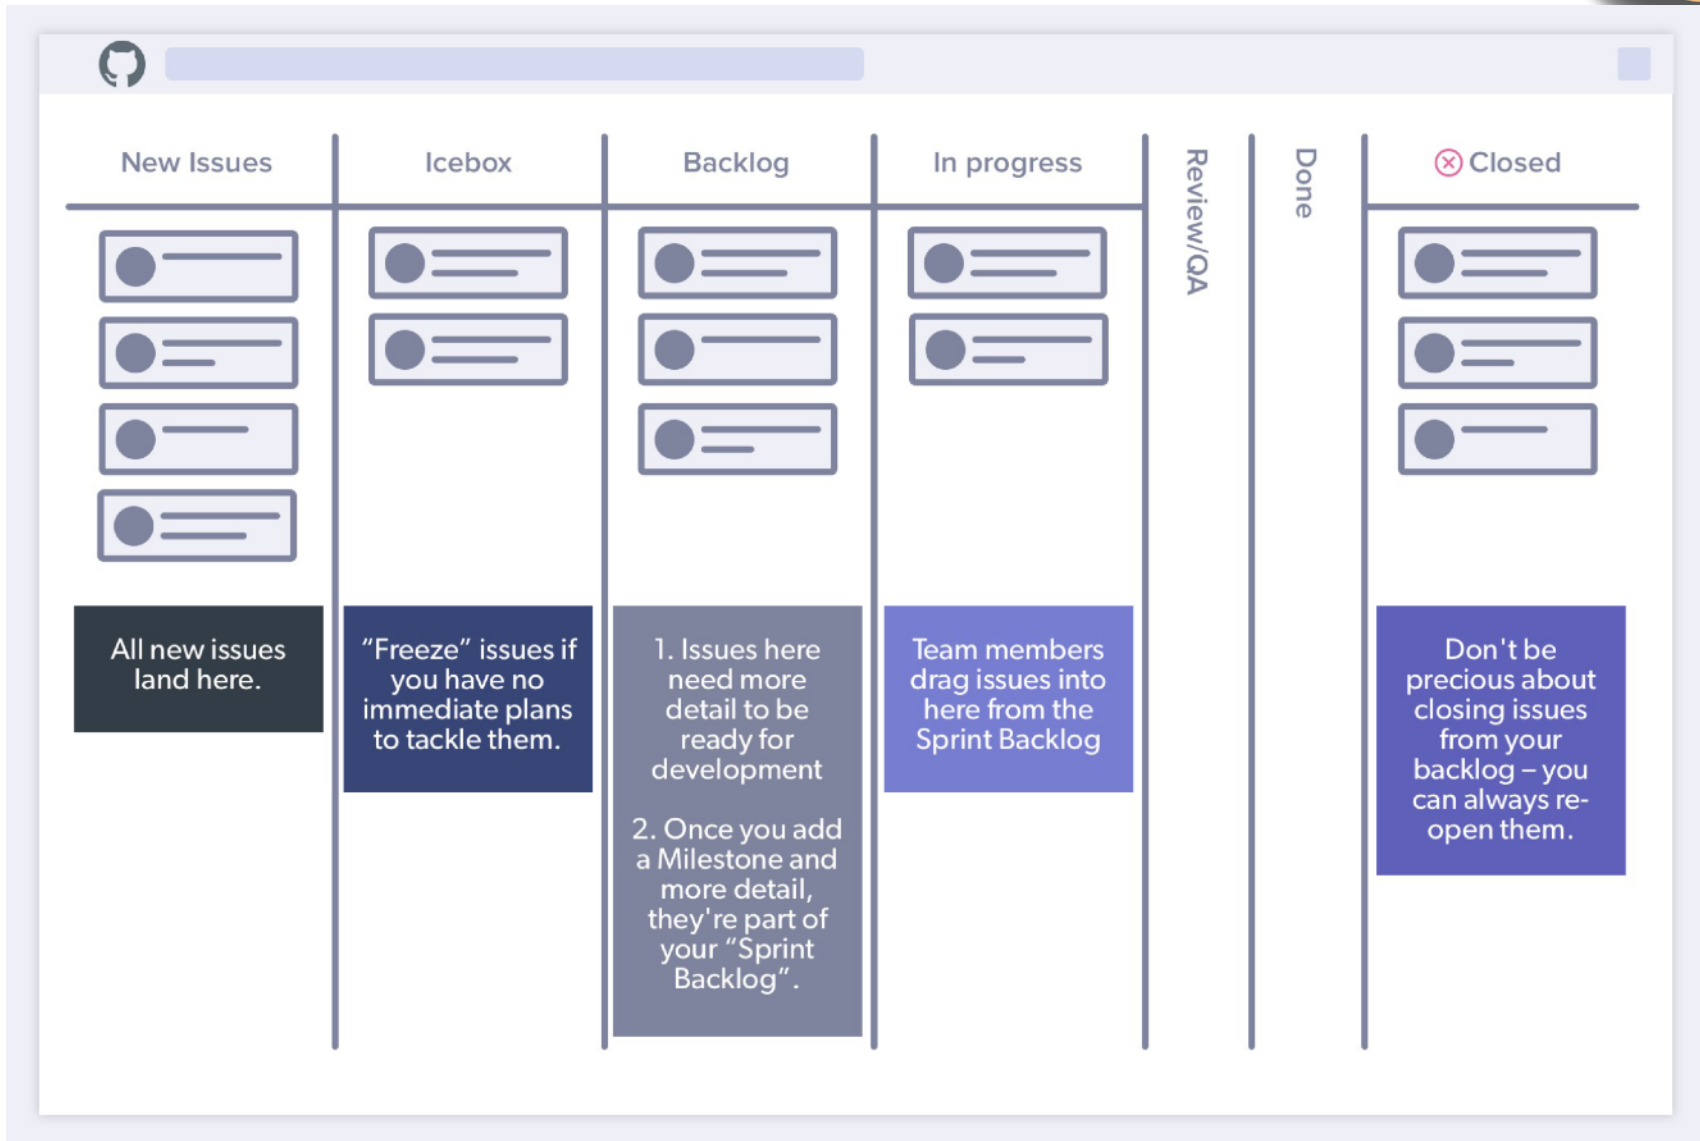 New Issues
Icebox
Backlog
In progress
Review/QA
Done
Closed
All new issues
land here.
“Freeze” issues if
you have no
immediate plans
to tackle them.
1. Issues here
need more
detail to be
ready for
development
2. Once you add
a Milestone and
more detail,
they're part of
your “Sprint
Backlog”.
Team members
drag issues into
here from the
Sprint Backlog
Don't be
precious about
closing issues
from your
backlog – you
can always re-
open them.